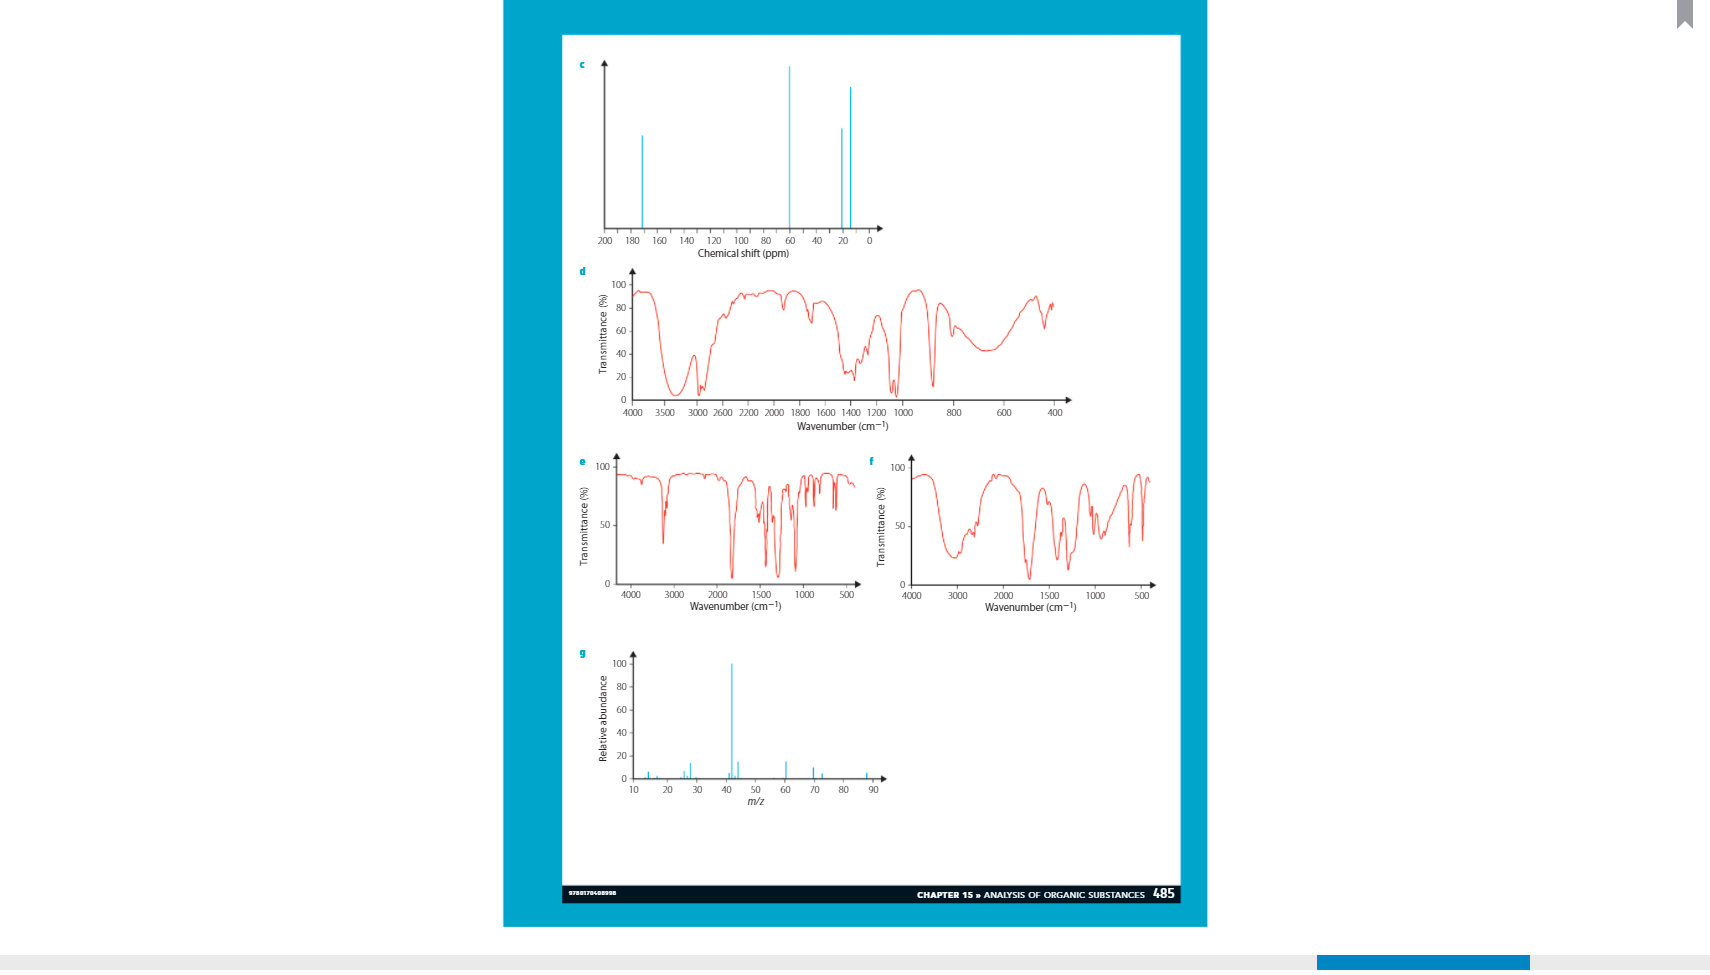 c
200 180 160 140 120 100 80 60 40 20 0
Chemical shift (ppm)
d
100
80
60
40
20
0
Transmittance (%)
4000 3500 3000 2600 2200 2000 1800 1600 1400 1200 1000 800 600 400
Wavenumber (cm−1)
e
100
50
0
Transmittance (%)
4000 3000 2000 1500 1000 500
Wavenumber (cm−1)
f
100
50
0
Transmittance (%)
4000 3000 2000 1500 1000 500
Wavenumber (cm−1)
g
100
80
60
40
20
0
Relative abundance
10 20 30 40 50 60 70 80 90
m/z
9780170408998 CHAPTER 15 » ANALYSIS OF ORGANIC SUBSTANCES 485